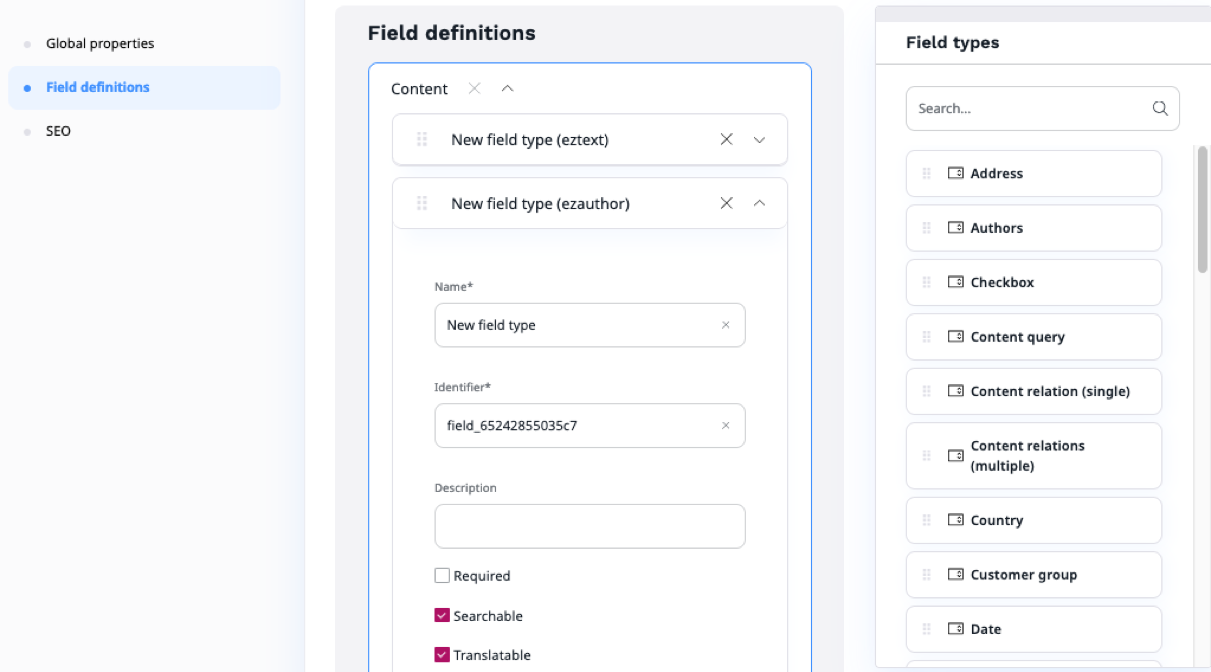 Global properties
Field definitions
SEO
Field definitions
Content
New field type (eztext)
New field type (ezauthor)
Name*
New field type
Identifier*
field_65242855035c7
Description
Required
Searchable
Translatable
Field types
Search...
Address
Authors
Checkbox
Content query
Content relation (single)
Content relations
(multiple)
Country
Customer group
Date